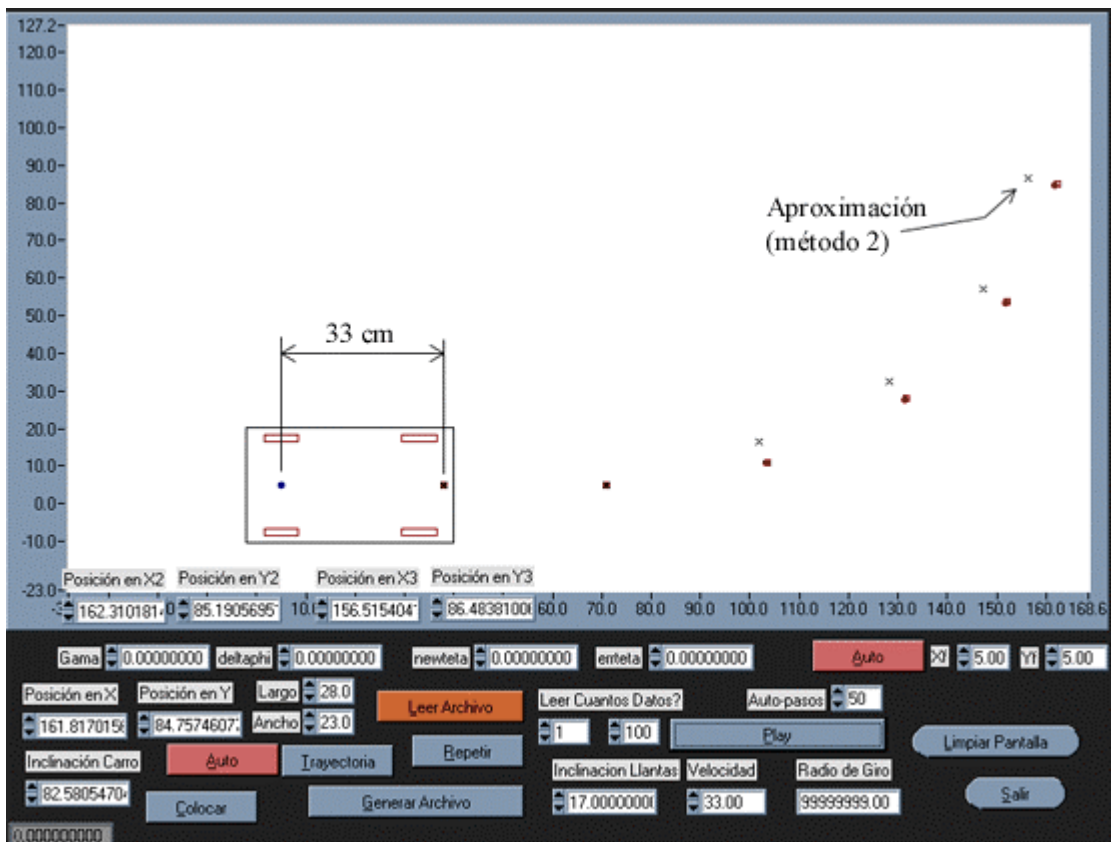 127.2
120.0
110.0
100.0
90.0
80.0
70.0
60.0
50.0
40.0
30.0
20.0
10.0
0.0
-10.0
-23.0
Aproximación
(método 2)
33 cm
Posición en X2 Posición en Y2 Posición en X3 Posición en Y3
162.3101814 85.1905695 156.515404 86.4838100
60.0 70.0 80.0 90.0 100.0 110.0 120.0 130.0 140.0 150.0 160.0 168.6
Gama 0.00000000 deltaphi 0.00000000 newteta 0.00000000 errteta 0.00000000 Auto Xf 5.00 Yf 5.00
Posición en X Posición en Y Largo 28.0 Leer Archivo Leer Cuantos Datos? Auto-pasos 50
161.817015 84.7574607 Ancho 23.0 1 100 Play Limpiar Pantalla
Inclinación Carro Auto Trayectoria Repetir Inclinacion Llantas Velocidad Radio de Giro
82.5805470 Colocar Generar Archivo 17.0000000 33.00 99999999.00 Salir
0.000000000